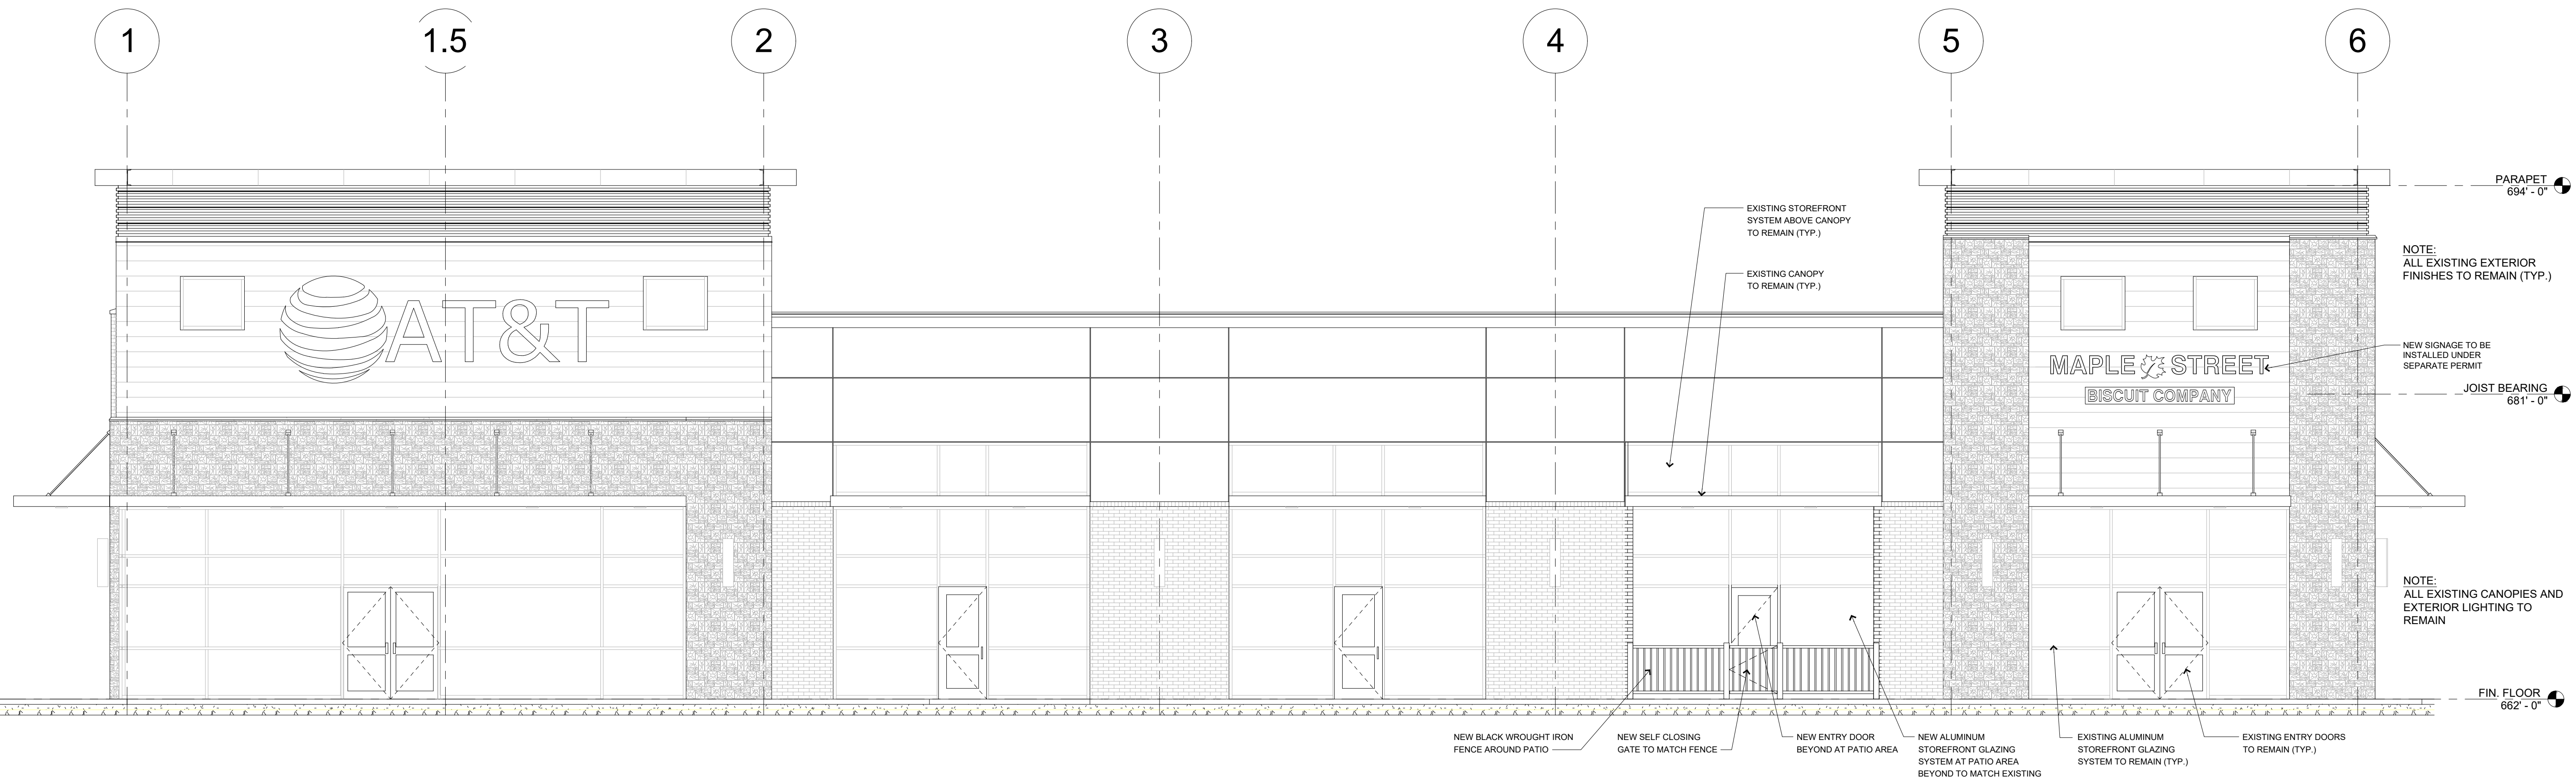 1
1.5
2
3
4
5
6
PARAPET
694' - 0"
EXISTING STOREFRONT
SYSTEM ABOVE CANOPY
TO REMAIN (TYP.)
NOTE:
ALL EXISTING EXTERIOR
FINISHES TO REMAIN (TYP.)
EXISTING CANOPY
TO REMAIN (TYP.)
AT&T
NEW SIGNAGE TO BE
INSTALLED UNDER
SEPARATE PERMIT
MAPLE STREET
BISCUIT COMPANY
JOIST BEARING
681' - 0"
NOTE:
ALL EXISTING CANOPIES AND
EXTERIOR LIGHTING TO
REMAIN
FIN. FLOOR
662' - 0"
NEW BLACK WROUGHT IRON
FENCE AROUND PATIO
NEW SELF CLOSING
GATE TO MATCH FENCE
NEW ENTRY DOOR
BEYOND AT PATIO AREA
NEW ALUMINUM
STOREFRONT GLAZING
SYSTEM AT PATIO AREA
BEYOND TO MATCH EXISTING
EXISTING ALUMINUM
STOREFRONT GLAZING
SYSTEM TO REMAIN (TYP.)
EXISTING ENTRY DOORS
TO REMAIN (TYP.)